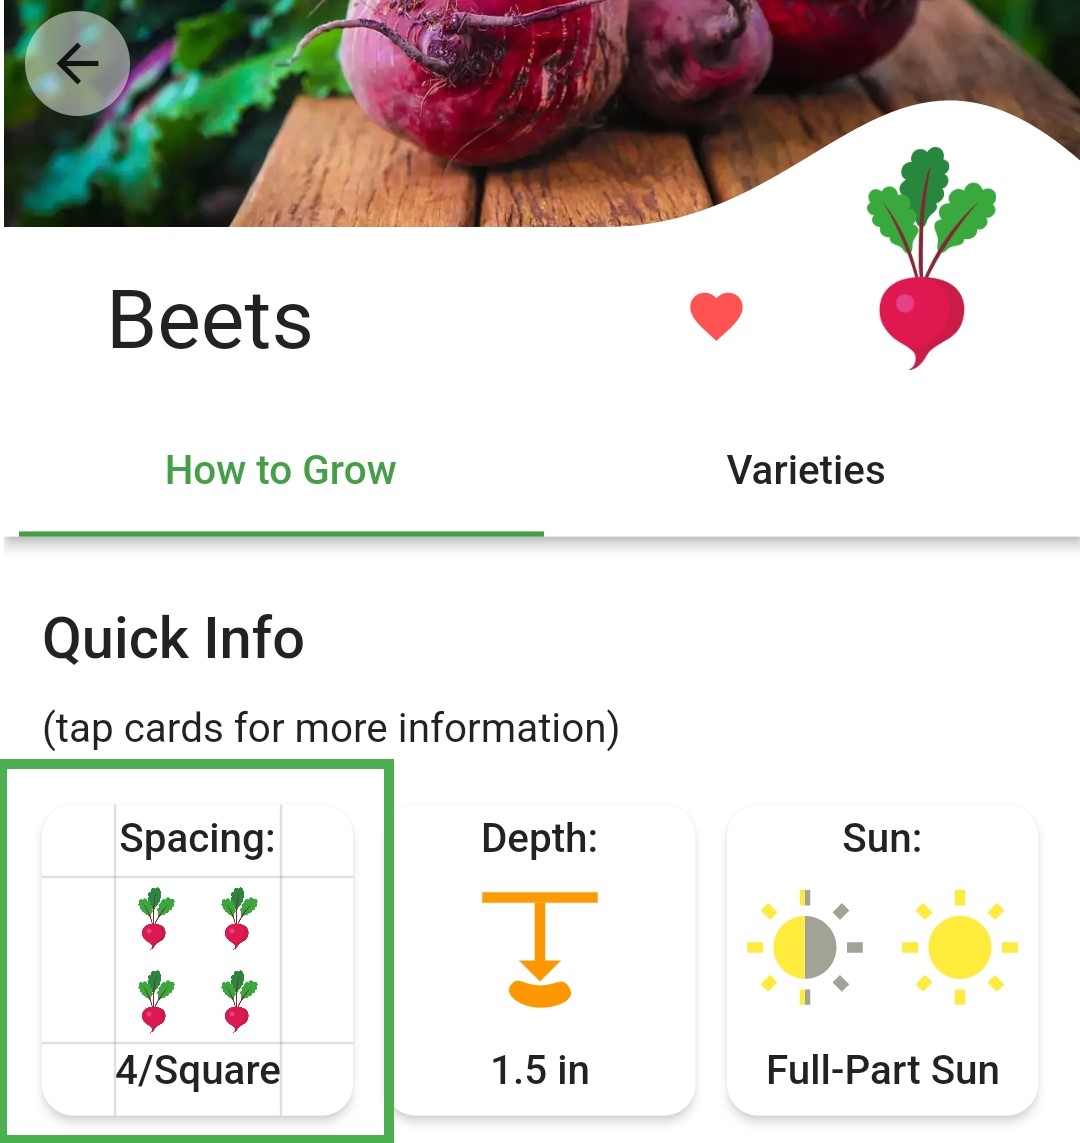 Beets
How to Grow
Varieties
Quick Info
(tap cards for more information)
Spacing:
4/Square
Depth:
1.5 in
Sun:
Full-Part Sun